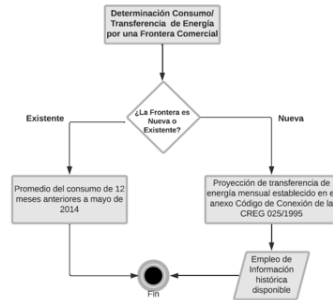 Determinación Consumo/
Transferencia de Energía
por una Frontera Comercial
¿La Frontera es
Nueva o
Existente?
Existente
Nueva
Promedio del consumo de 12
meses anteriores a mayo de
2014
Proyección de transferencia de
energía mensual establecido en el
anexo Código de Conexión de la
CREG 025/1995
Empleo de
Información
histórica
disponible
Fin